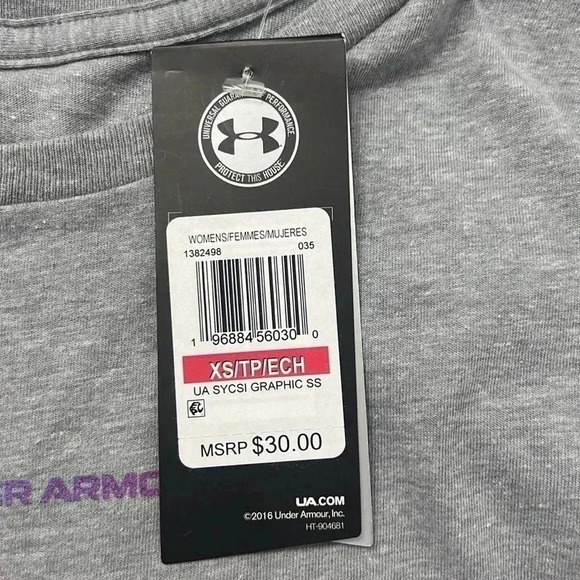 UNIVERSAL GUARANTEE PERFORMANCE
PROTECT THIS HOUSE
WOMENS/FEMMES/MUJERES
1382498 035
1 96884 56030 0
XS/TP/ECH
UA SYCSI GRAPHIC SS
MSRP $30.00
ER ARMO
UA.COM
©2016 Under Armour, Inc.
HT-904681